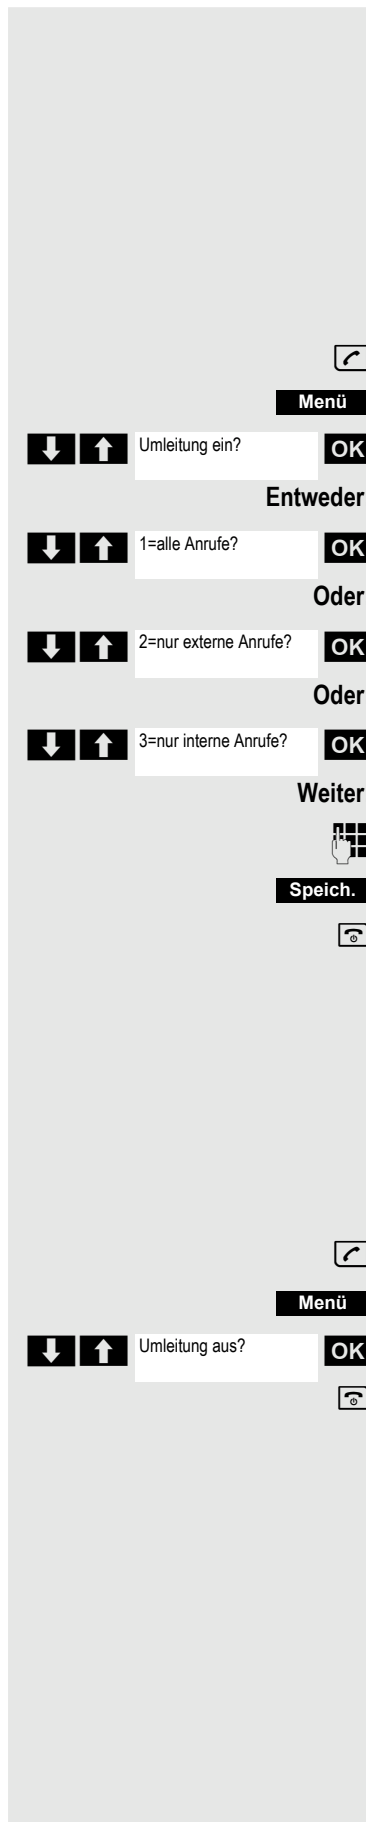 Menü
Umleitung ein? OK
Entweder
1=alle Anrufe? OK
Oder
2=nur externe Anrufe? OK
Oder
3=nur interne Anrufe? OK
Weiter
Speich.
Menü
Umleitung aus? OK